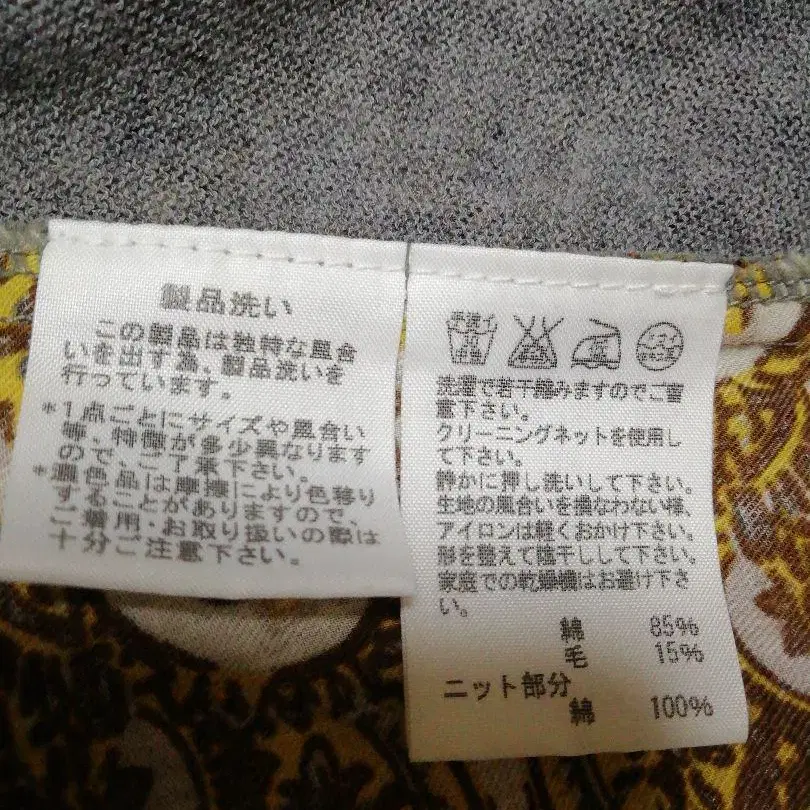 製品洗い
この製品は独特な風合
いを出す為、製品洗いを
行っています。
*1点ごとにサイズや風合い
等、特徴が多少異なります
ので、ご了承下さい。
*濃色品は摩擦により色移り
することがありますので、
ご着用・お取り扱いの際は
十分ご注意下さい。
洗濯で若干縮みますのでご留
意下さい。
クリーニングネットを使用し
て下さい。
静かに押し洗いして下さい。
生地の風合いを損なわない様、
アイロンは軽くおかけ下さい。
形を整えて陰干しして下さい。
家庭での乾燥機はお避け下さ
い。
綿 85%
毛 15%
ニット部分
綿 100%